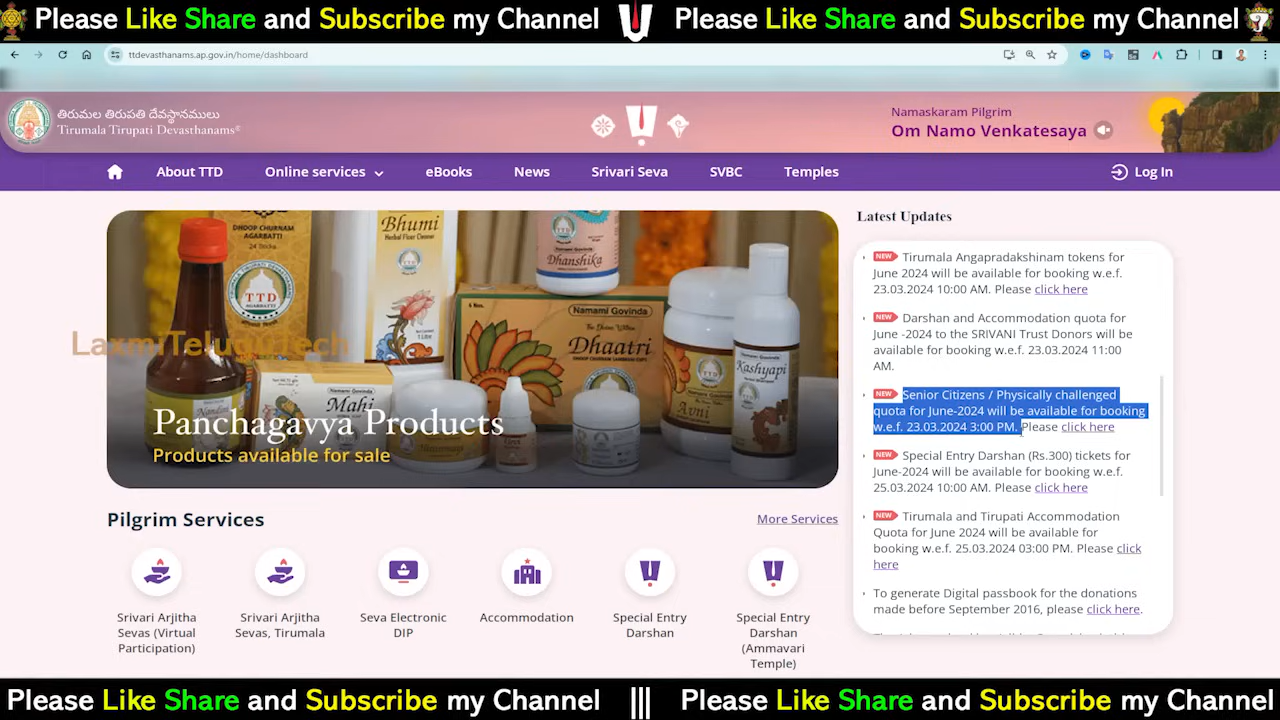 Please Like Share and Subscribe my Channel
Please Like Share and Subscribe my Channel
ttdevasthanams.ap.gov.in/home/dashboard
తిరుమల తిరుపతి దేవస్థానములు
Tirumala Tirupati Devasthanams®
Namaskaram Pilgrim
Om Namo Venkatesaya
About TTD
Online services
eBooks
News
Srivari Seva
SVBC
Temples
Log In
DHOOP CHURNAM
AGARBATTI
24 Sticks
TTD
Bhumi
Herbal Floor Cleaner
Namami Govinda
Dhanshika
Namami Govinda
Dhaatri
Kashyapi
Avni
Mahi
LaxmiTeluguTech
Panchagavya Products
Products available for sale
Latest Updates
NEW Tirumala Angapradakshinam tokens for
June 2024 will be available for booking w.e.f.
23.03.2024 10:00 AM. Please click here
NEW Darshan and Accommodation quota for
June -2024 to the SRIVANI Trust Donors will be
available for booking w.e.f. 23.03.2024 11:00
AM.
NEW Senior Citizens / Physically challenged
quota for June-2024 will be available for booking
w.e.f. 23.03.2024 3:00 PM. Please click here
NEW Special Entry Darshan (Rs.300) tickets for
June-2024 will be available for booking w.e.f.
25.03.2024 10:00 AM. Please click here
NEW Tirumala and Tirupati Accommodation
Quota for June 2024 will be available for
booking w.e.f. 25.03.2024 03:00 PM. Please click
here
To generate Digital passbook for the donations
made before September 2016, please click here.
Pilgrim Services
More Services
Srivari Arjitha
Sevas (Virtual
Participation)
Srivari Arjitha
Sevas, Tirumala
Seva Electronic
DIP
Accommodation
Special Entry
Darshan
Special Entry
Darshan
(Ammavari
Temple)
Please Like Share and Subscribe my Channel
|||
Please Like Share and Subscribe my Channel